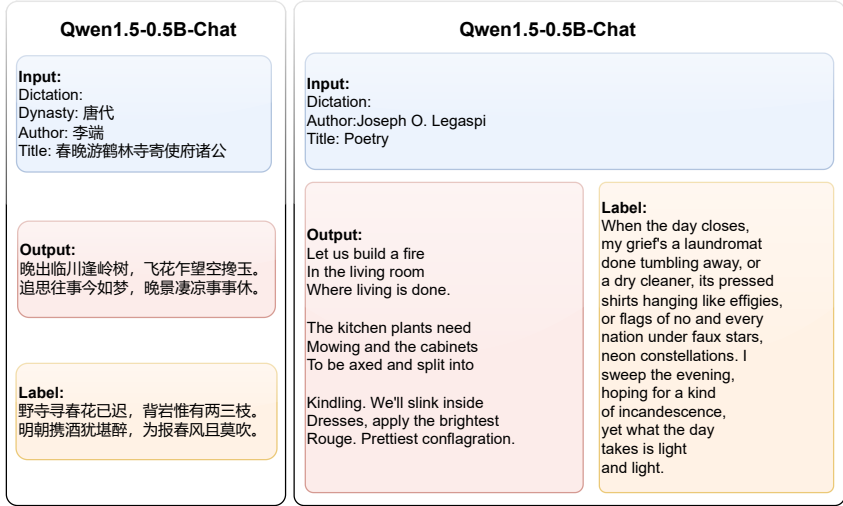 Qwen1.5-0.5B-Chat
Input:
Dictation:
Dynasty: 唐代
Author: 李端
Title: 春晚游鹤林寺寄使府诸公
Output:
晚出临川逢岭树，飞花乍望空搀玉。
追思往事今如梦，晚景凄凉事事休。
Label:
野寺寻春花已迟，背岩惟有两三枝。
明朝携酒犹堪醉，为报春风且莫吹。
Qwen1.5-0.5B-Chat
Input:
Dictation:
Author:Joseph O. Legaspi
Title: Poetry
Output:
Let us build a fire
In the living room
Where living is done.
The kitchen plants need
Mowing and the cabinets
To be axed and split into
Kindling. We'll slink inside
Dresses, apply the brightest
Rouge. Prettiest conflagration.
Label:
When the day closes,
my grief's a laundromat
done tumbling away, or
a dry cleaner, its pressed
shirts hanging like effigies,
or flags of no and every
nation under faux stars,
neon constellations. I
sweep the evening,
hoping for a kind
of incandescence,
yet what the day
takes is light
and light.